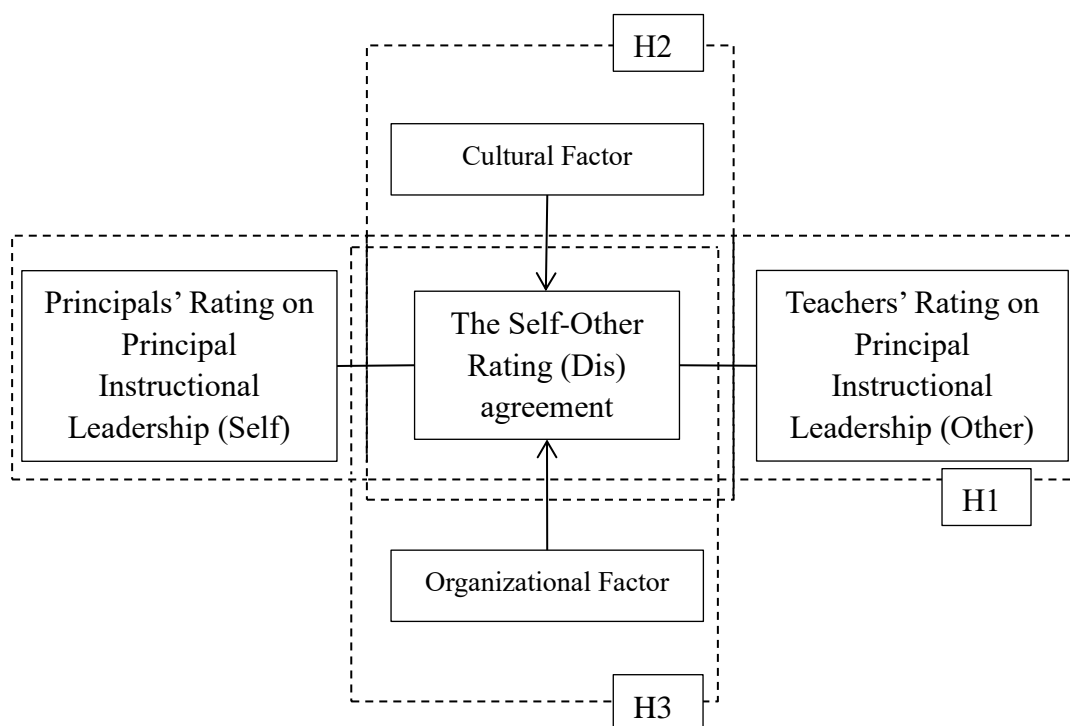 H2
Cultural Factor
Principals’ Rating on
Principal
Instructional
Leadership (Self)
The Self-Other
Rating (Dis)
agreement
Teachers’ Rating on
Principal
Instructional
Leadership (Other)
H1
Organizational Factor
H3